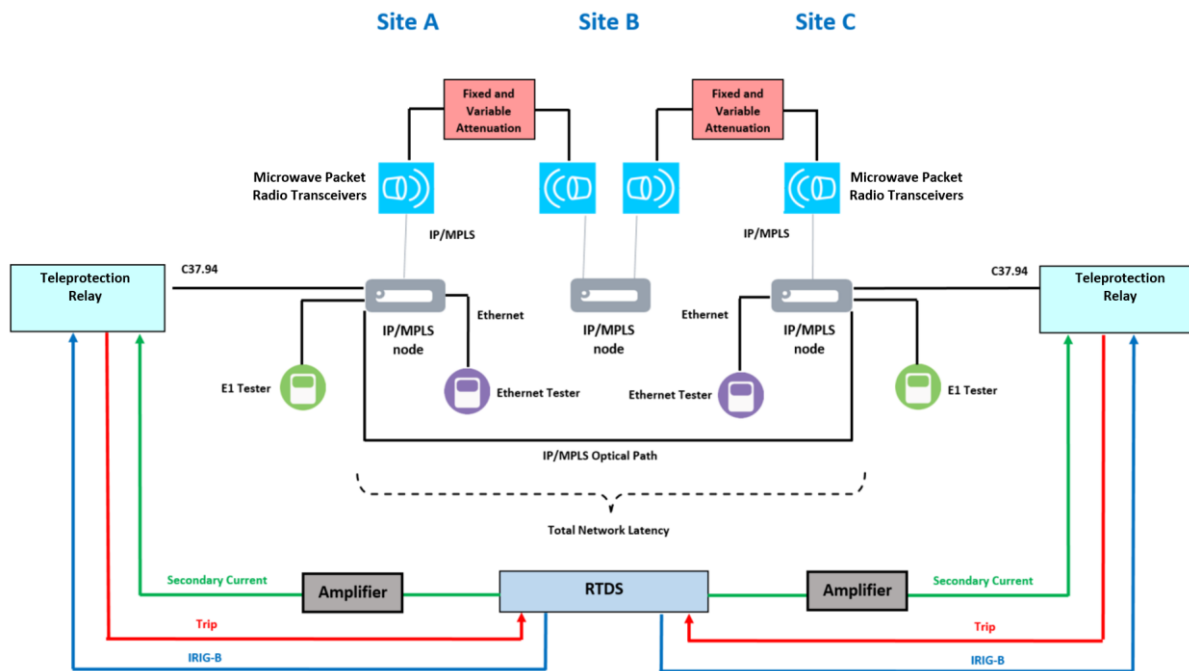 Site A
Site B
Site C
Fixed and
Variable
Attenuation
Fixed and
Variable
Attenuation
Microwave Packet
Radio Transceivers
Microwave Packet
Radio Transceivers
IP/MPLS
IP/MPLS
C37.94
C37.94
Teleprotection
Relay
Teleprotection
Relay
Ethernet
Ethernet
IP/MPLS
node
IP/MPLS
node
IP/MPLS
node
E1 Tester
Ethernet Tester
Ethernet Tester
E1 Tester
IP/MPLS Optical Path
Total Network Latency
Secondary Current
Amplifier
RTDS
Amplifier
Secondary Current
Trip
Trip
IRIG-B
IRIG-B